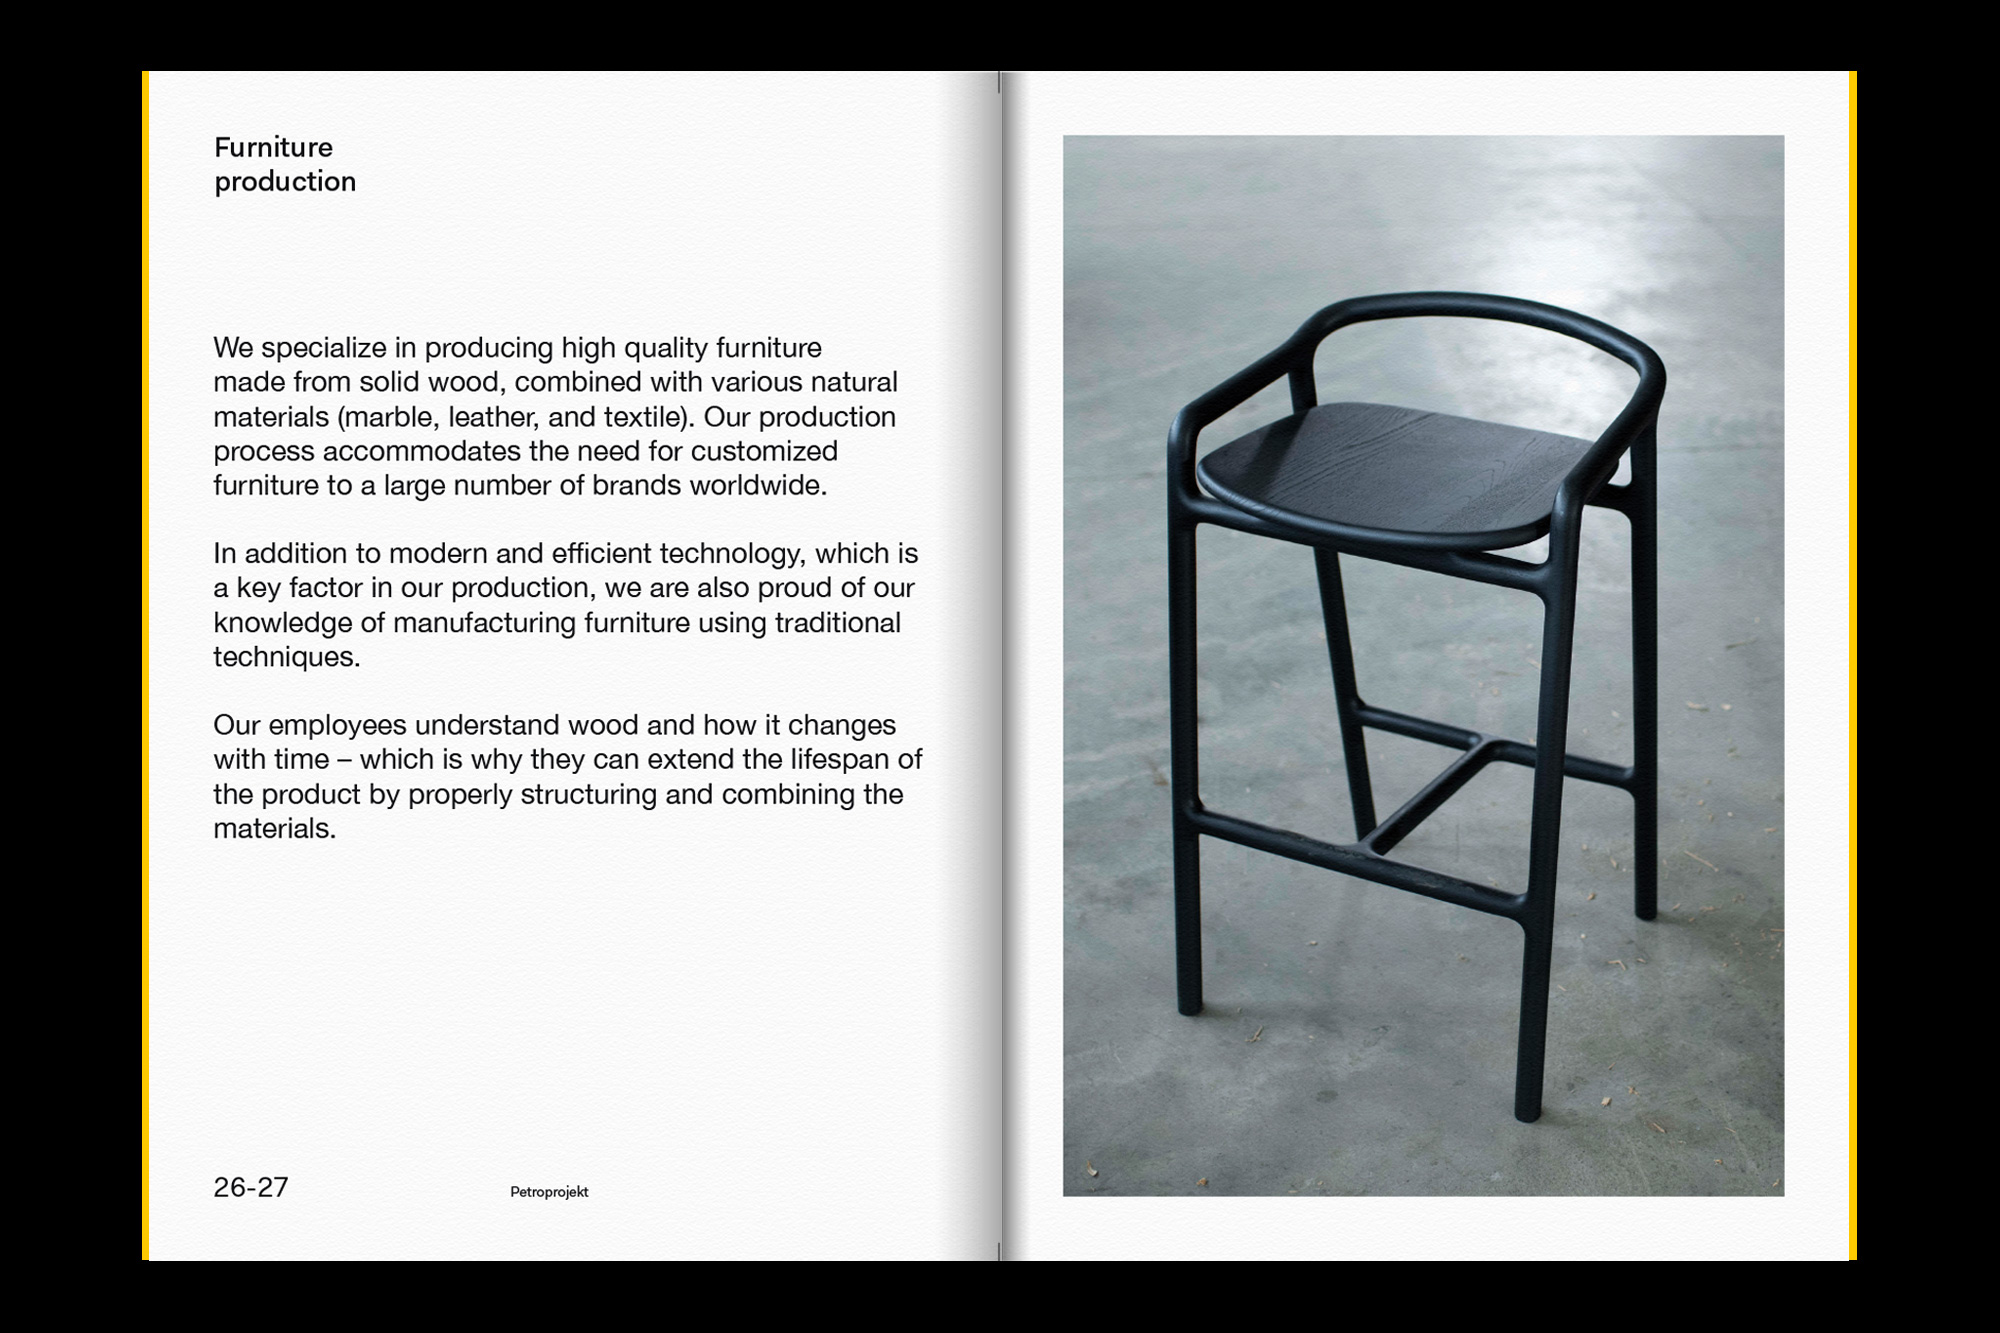 Furniture
production
We specialize in producing high quality furniture
made from solid wood, combined with various natural
materials (marble, leather, and textile). Our production
process accommodates the need for customized
furniture to a large number of brands worldwide.
In addition to modern and efficient technology, which is
a key factor in our production, we are also proud of our
knowledge of manufacturing furniture using traditional
techniques.
Our employees understand wood and how it changes
with time – which is why they can extend the lifespan of
the product by properly structuring and combining the
materials.
26-27
Petroprojekt